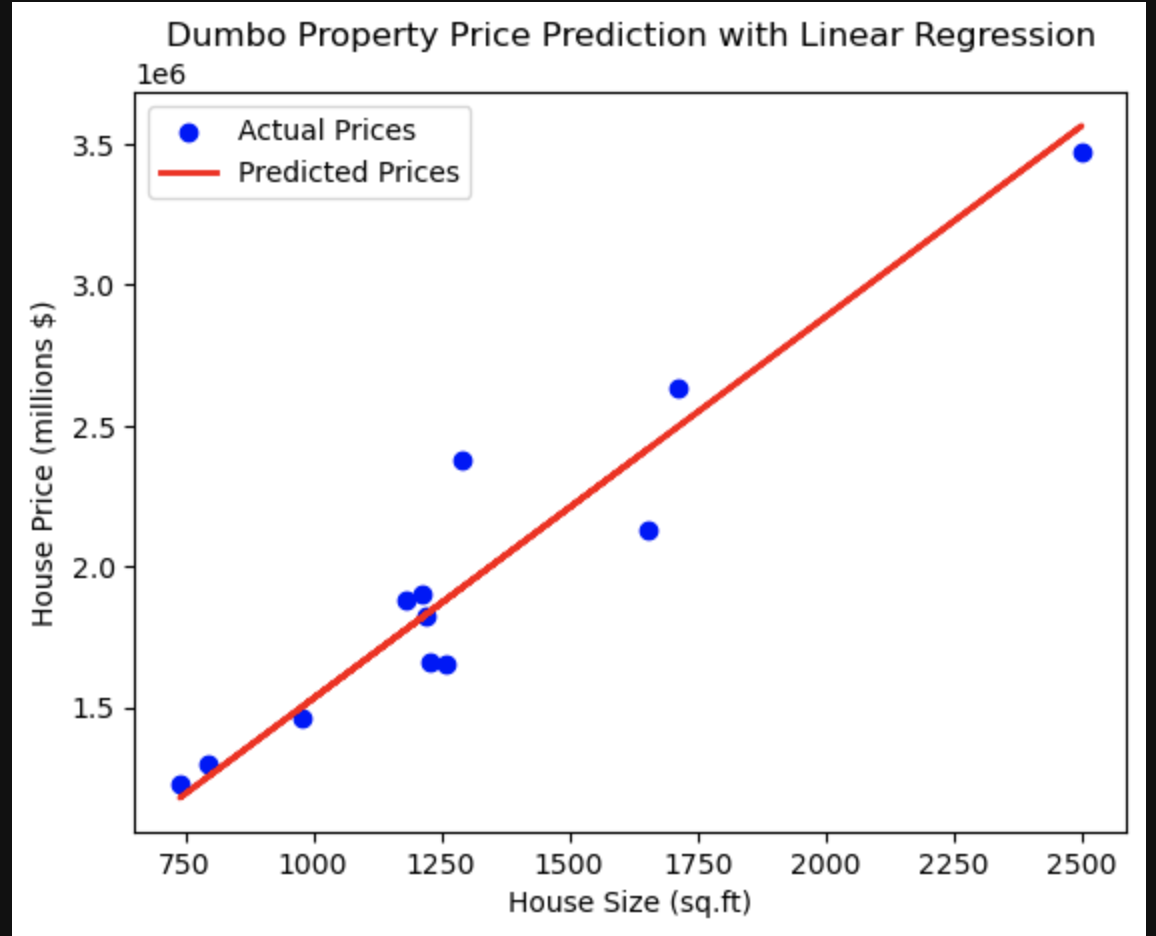 Dumbo Property Price Prediction with Linear Regression
1e6
Actual Prices
Predicted Prices
3.5
3.0
2.5
2.0
1.5
House Price (millions $)
750 1000 1250 1500 1750 2000 2250 2500
House Size (sq.ft)